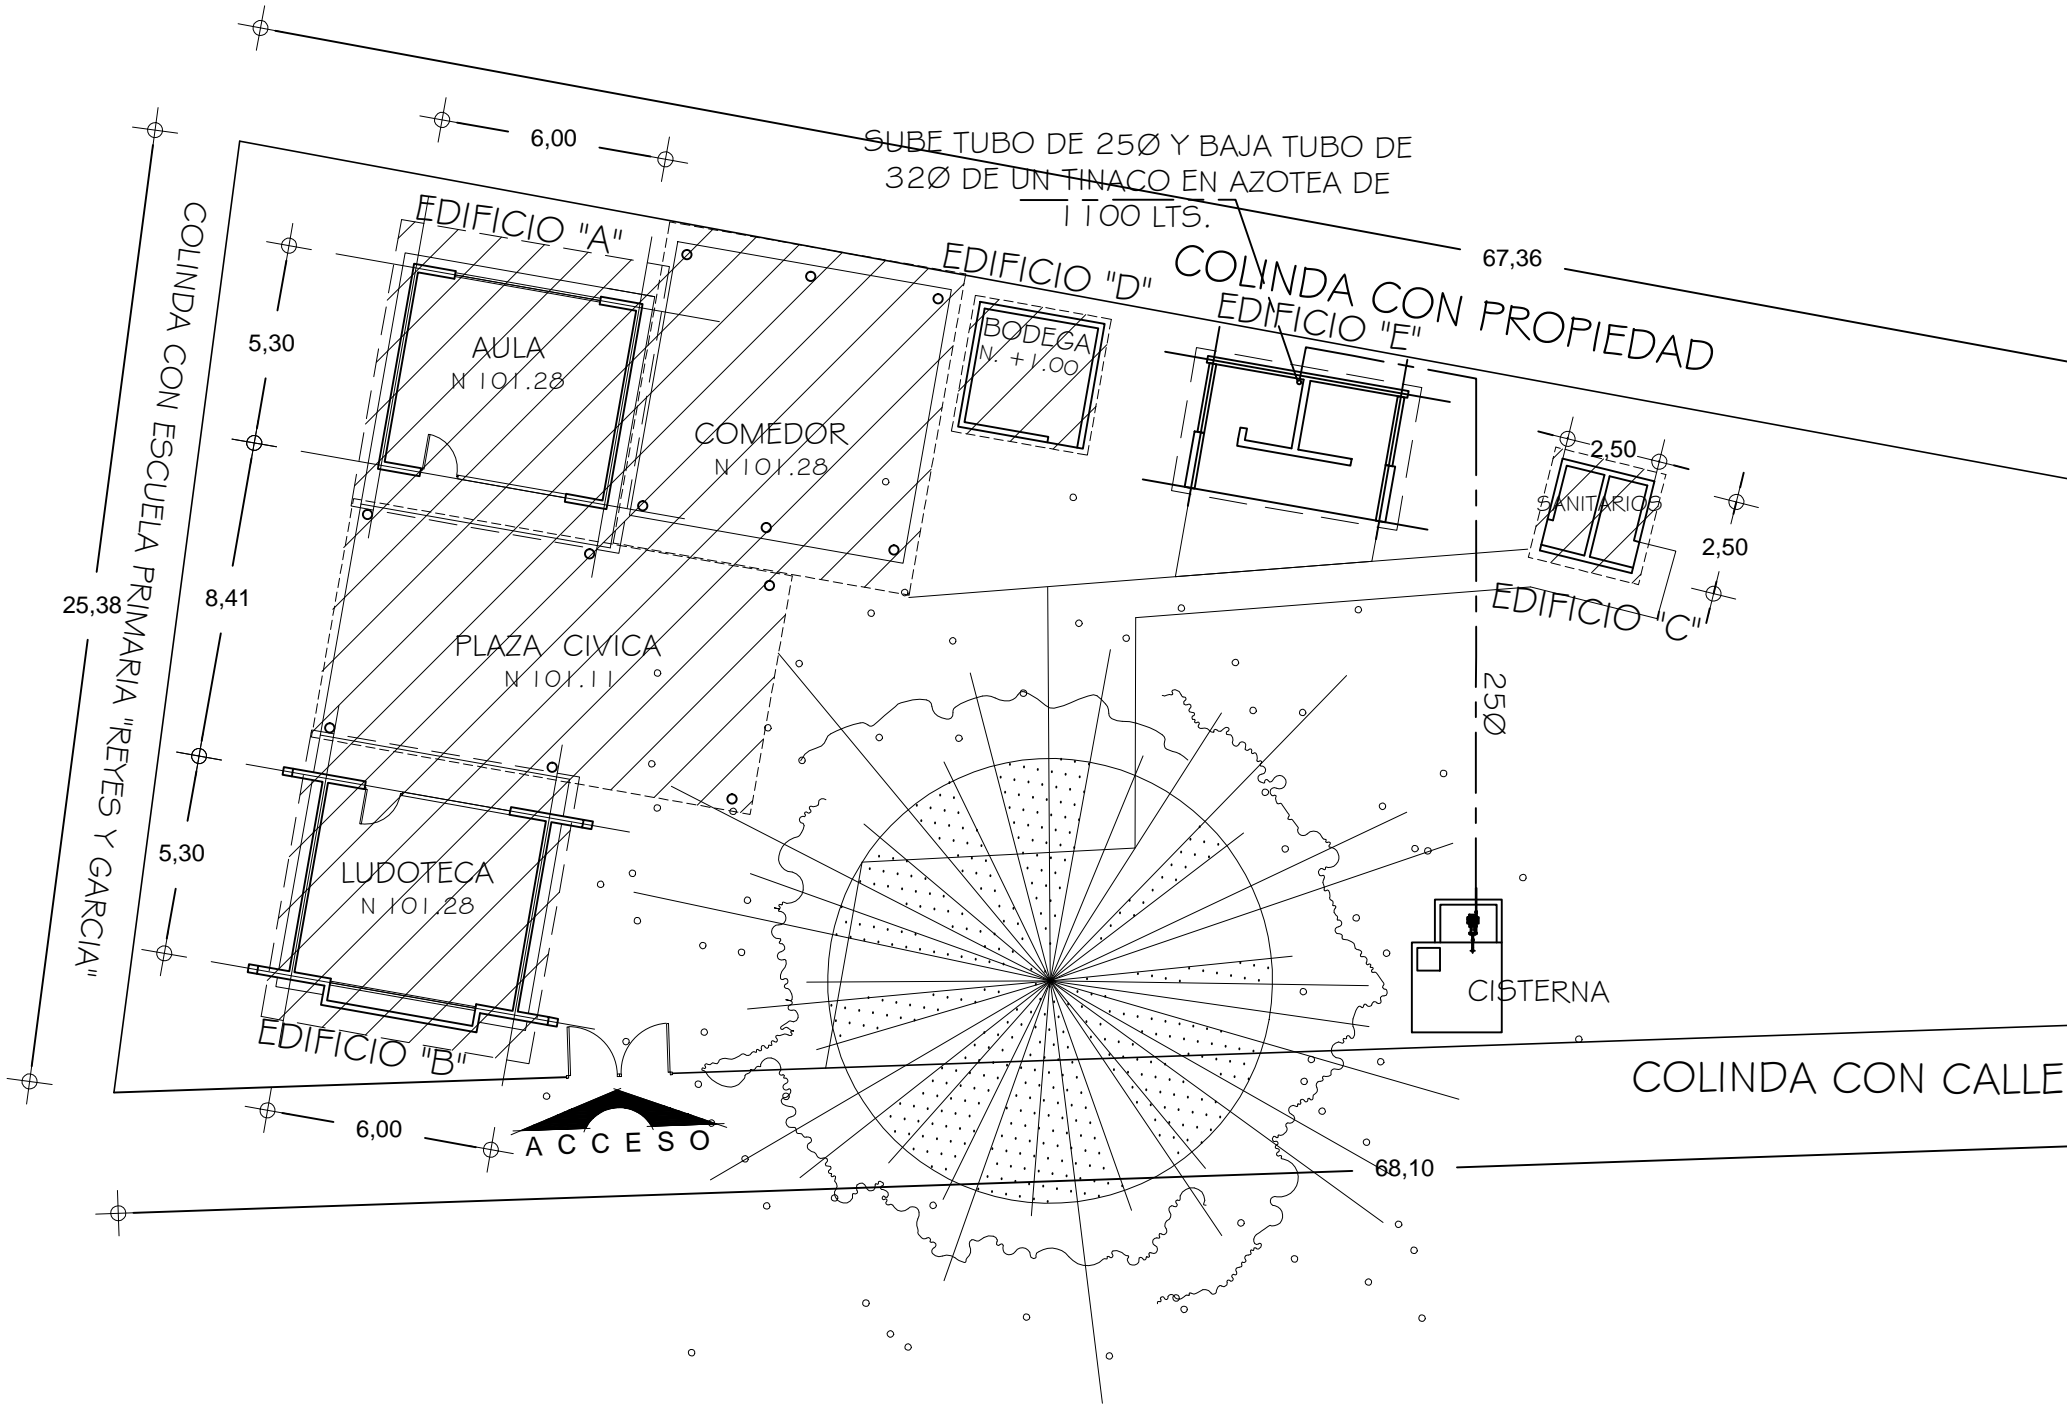 6,00
SUBE TUBO DE 25Ø Y BAJA TUBO DE
32Ø DE UN TINACO EN AZOTEA DE
1100 LTS.
67,36
EDIFICIO "A"
EDIFICIO "D"
COLINDA CON PROPIEDAD
EDIFICIO "E"
5,30
AULA
N 101.28
BODEGA
N. +1.00
COMEDOR
N 101.28
2,50
SANITARIOS
2,50
EDIFICIO "C"
COLINDA CON ESCUELA PRIMARIA "REYES Y GARCIA"
25,38
8,41
PLAZA CIVICA
N 101.11
25Ø
5,30
LUDOTECA
N 101.28
CISTERNA
EDIFICIO "B"
COLINDA CON CALLE
6,00
ACCESO
68,10